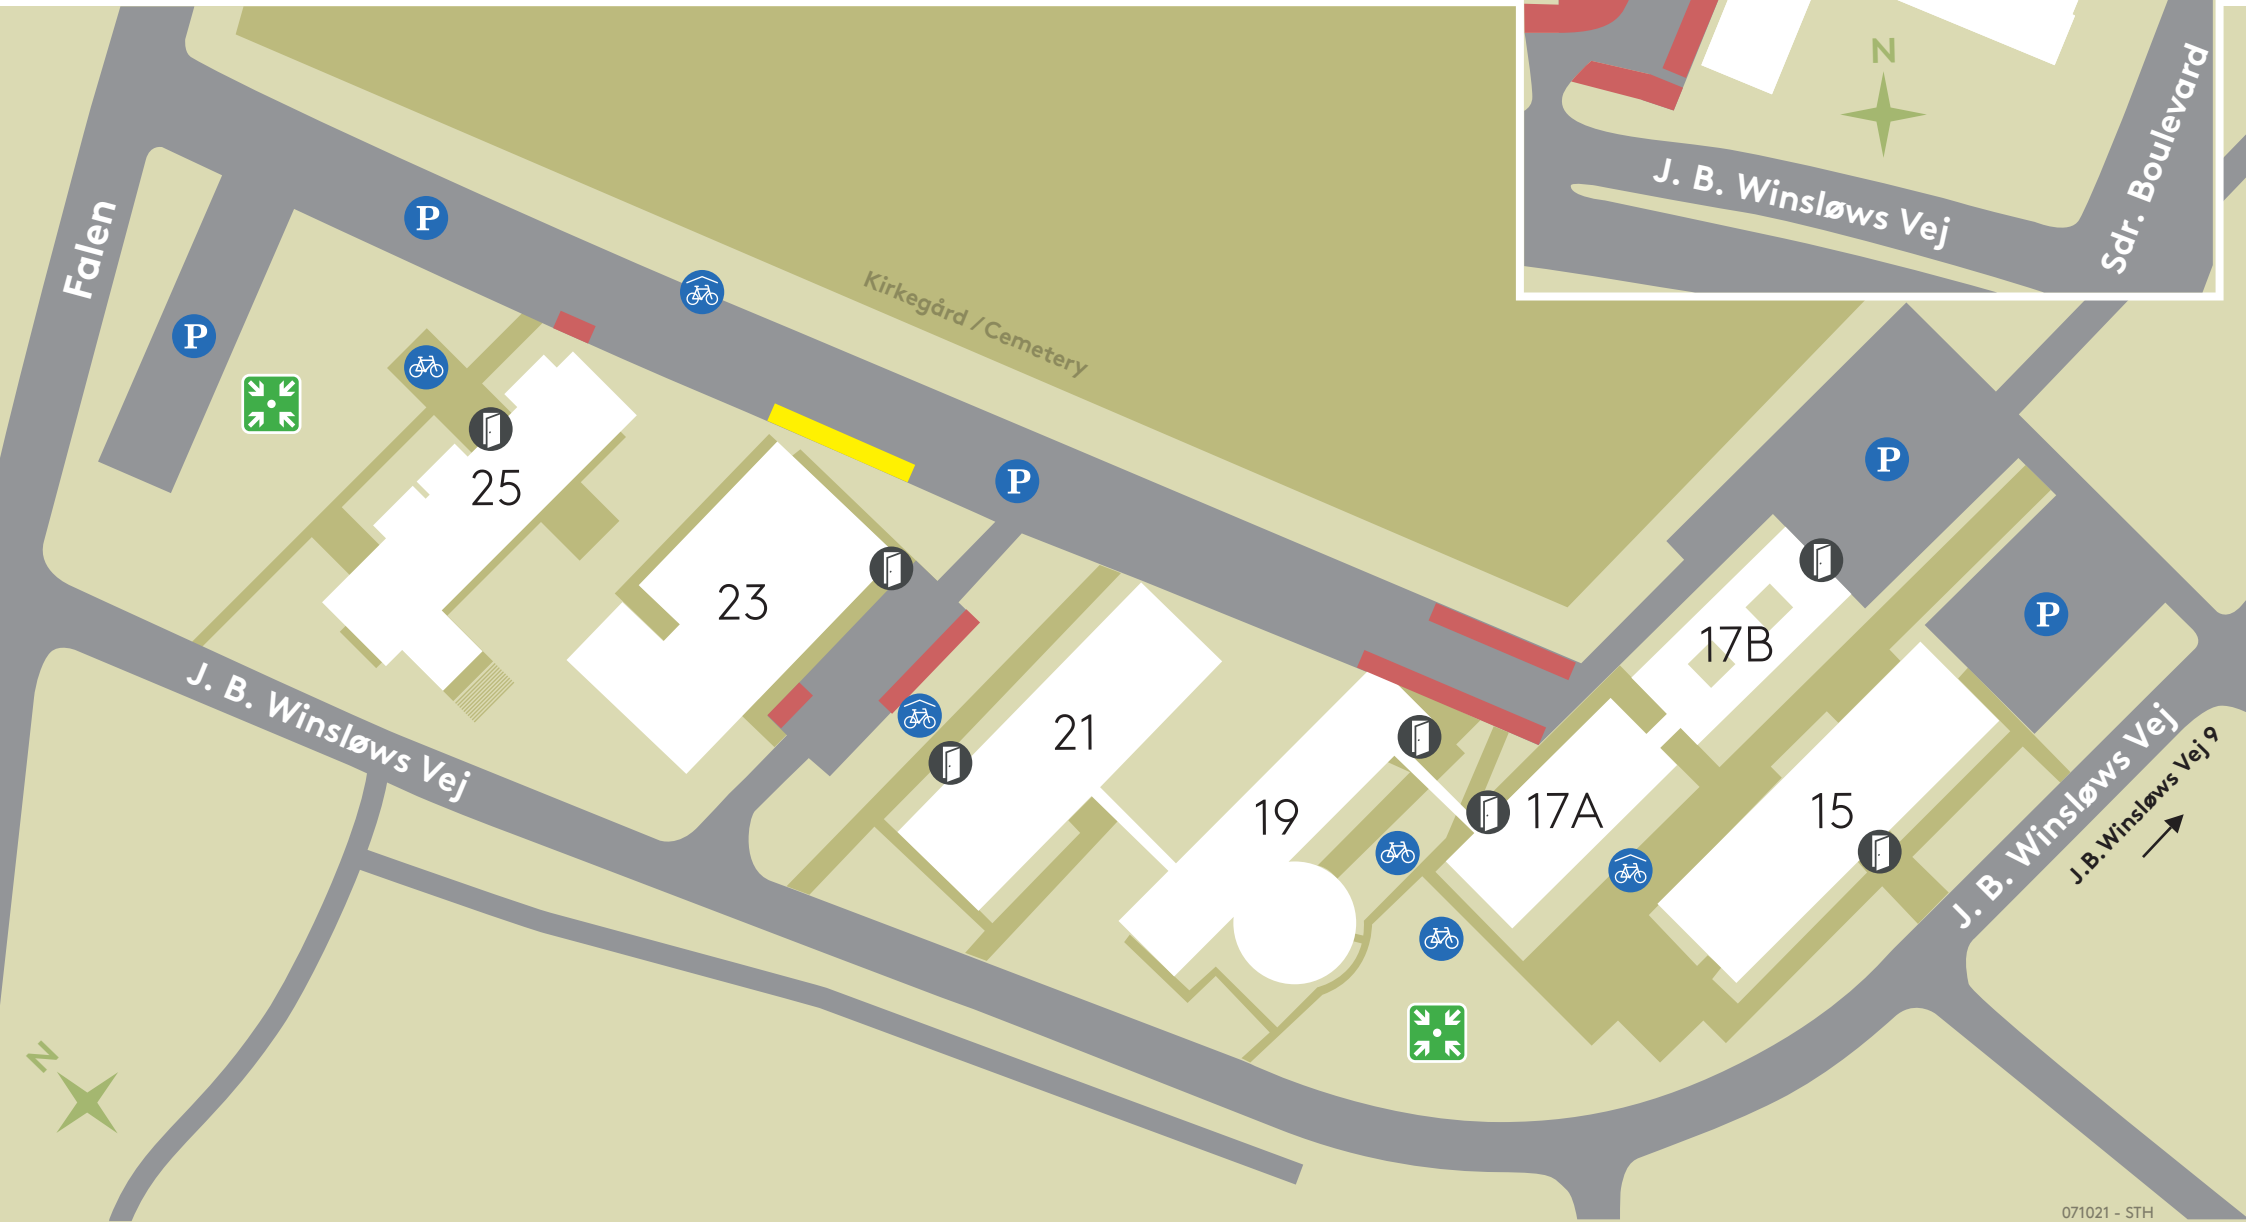 N
Sdr. Boulevard
J. B. Winsløws Vej
Falen
P
Kirkegård / Cemetery
P
P
P
25
P
23
17B
21
19
17A
15
J. B. Winsløws Vej
J. B. Winsløws Vej
J.B.Winsløws Vej 9
N
071021 - STH